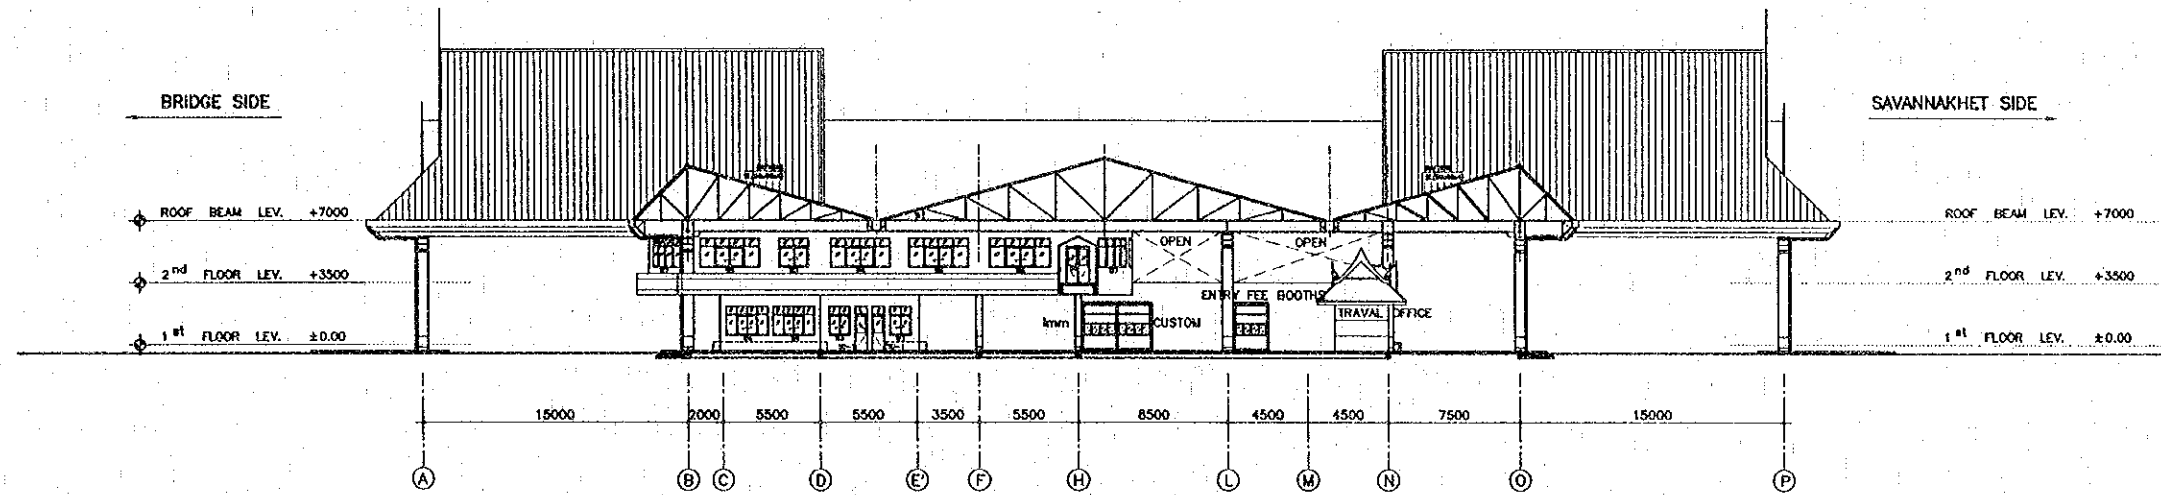 BRIDGE SIDE
SAVANNAKHET SIDE
ROOF BEAM LEV. +7000
ROOF BEAM LEV. +7000
OPEN
OPEN
2nd FLOOR LEV. +3500
2nd FLOOR LEV. +3500
ENTRY FEE BOOTHS
TRAVAL OFFICE
Imm
CUSTOM
1st FLOOR LEV. ±0.00
1st FLOOR LEV. ±0.00
15000 2000 5500 5500 3500 5500 8500 4500 4500 7500 15000
A B C D E' F H L M N O P